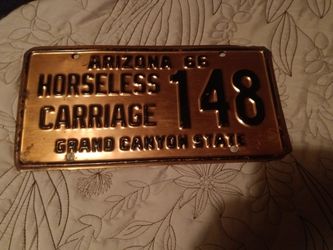 ARIZONA 66
HORSELESS
CARRIAGE 148
GRAND CANYON STATE